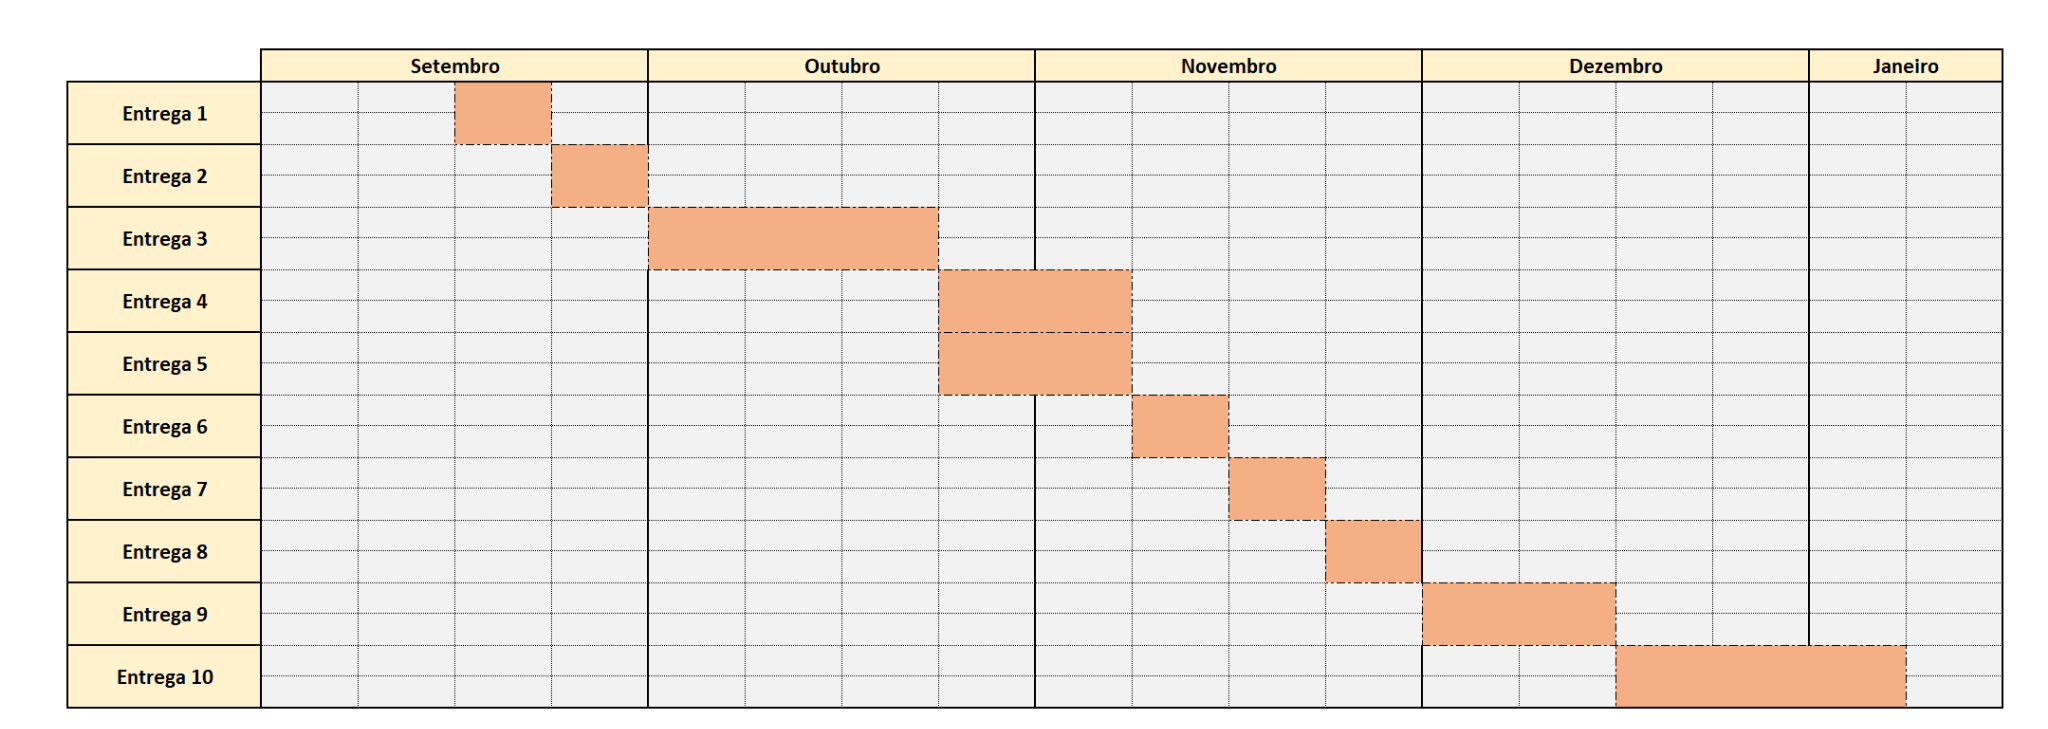 Setembro Outubro Novembro Dezembro Janeiro
Entrega 1
Entrega 2
Entrega 3
Entrega 4
Entrega 5
Entrega 6
Entrega 7
Entrega 8
Entrega 9
Entrega 10